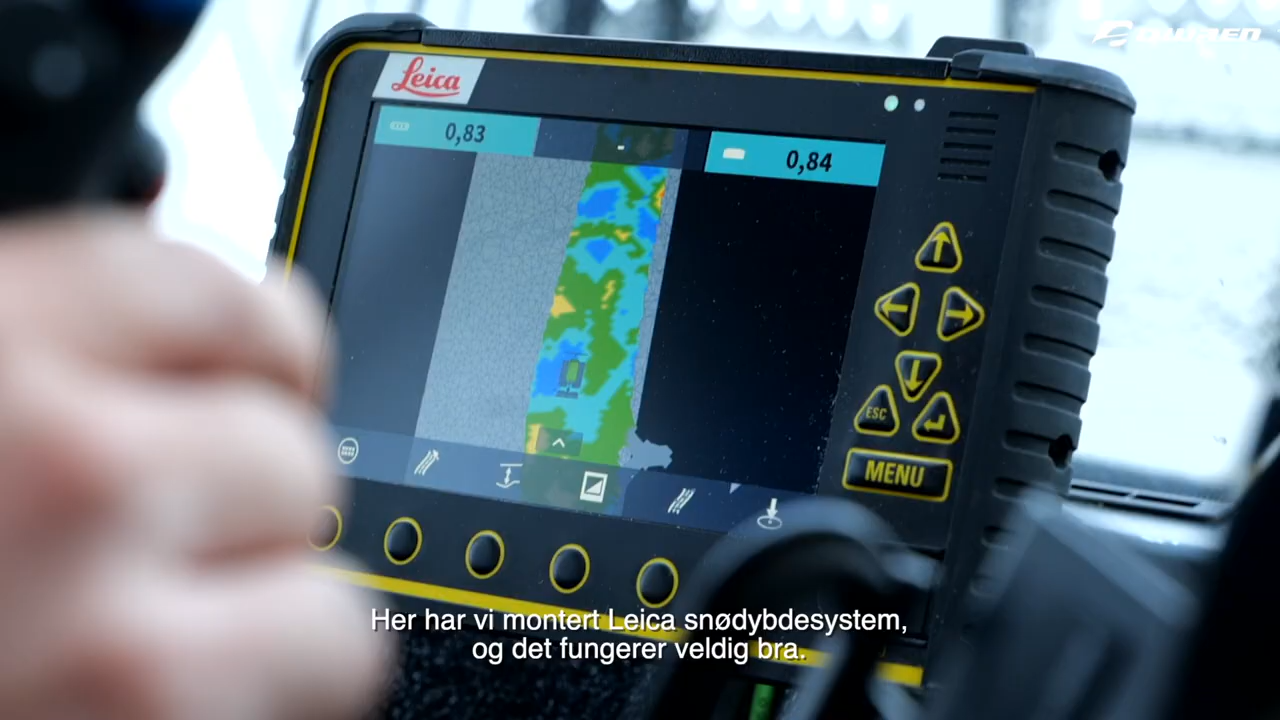 Leica
0,83
0,84
ESC
MENU
Her har vi montert Leica snødybdesystem,
og det fungerer veldig bra.